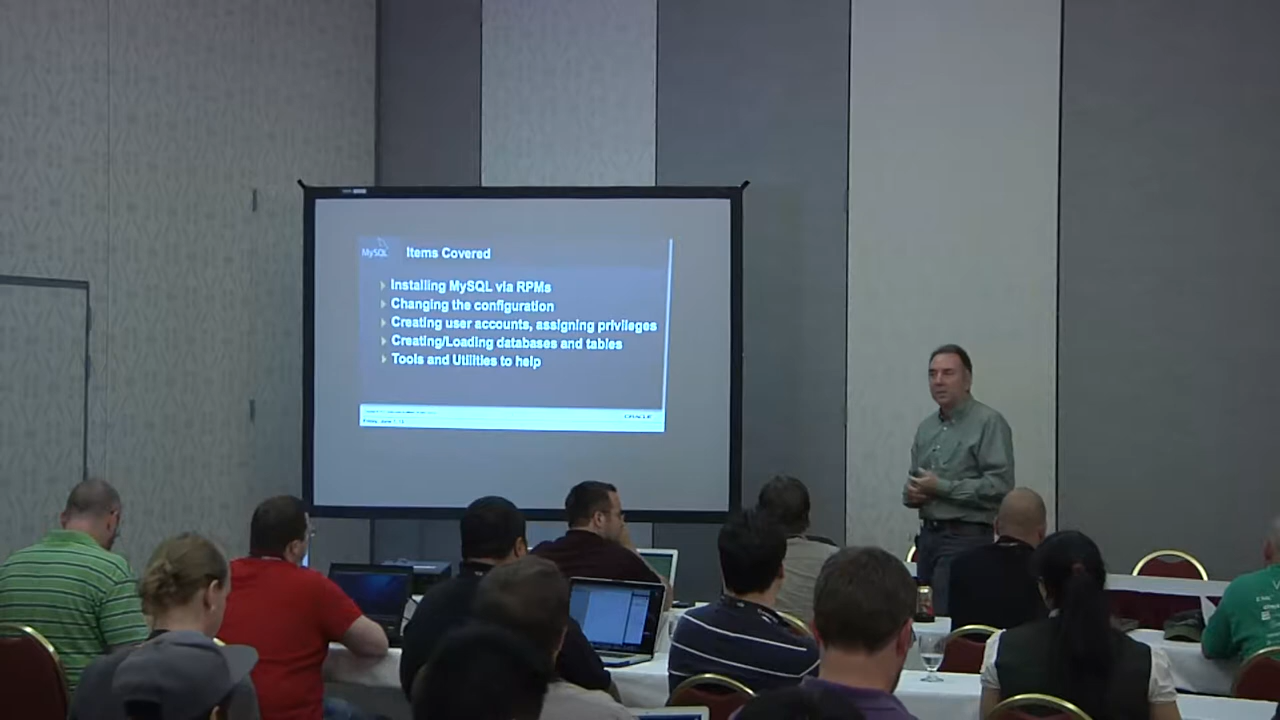 MySQL
Items Covered
Installing MySQL via RPMs
Changing the configuration
Creating user accounts, assigning privileges
Creating/Loading databases and tables
Tools and Utilities to help
ORACLE